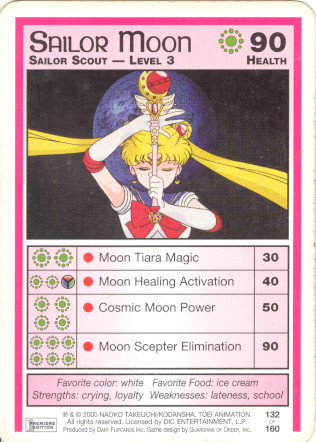 SAILOR MOON
90
SAILOR SCOUT — LEVEL 3
HEALTH
Moon Tiara Magic 30
Moon Healing Activation 40
Cosmic Moon Power 50
Moon Scepter Elimination 90
Favorite color: white Favorite Food: ice cream
Strengths: crying, loyalty Weaknesses: lateness, school
PREMIERE
EDITION
® & © 2000 NAOKO TAKEUCHI/KODANSHA, TOEI ANIMATION.
All rights reserved. Licensed by DIC ENTERTAINMENT, L.P.
PRODUCED BY DART FLIPCARDS INC. Game design by GUARDIANS OF ORDER, INC.
132
OF
160